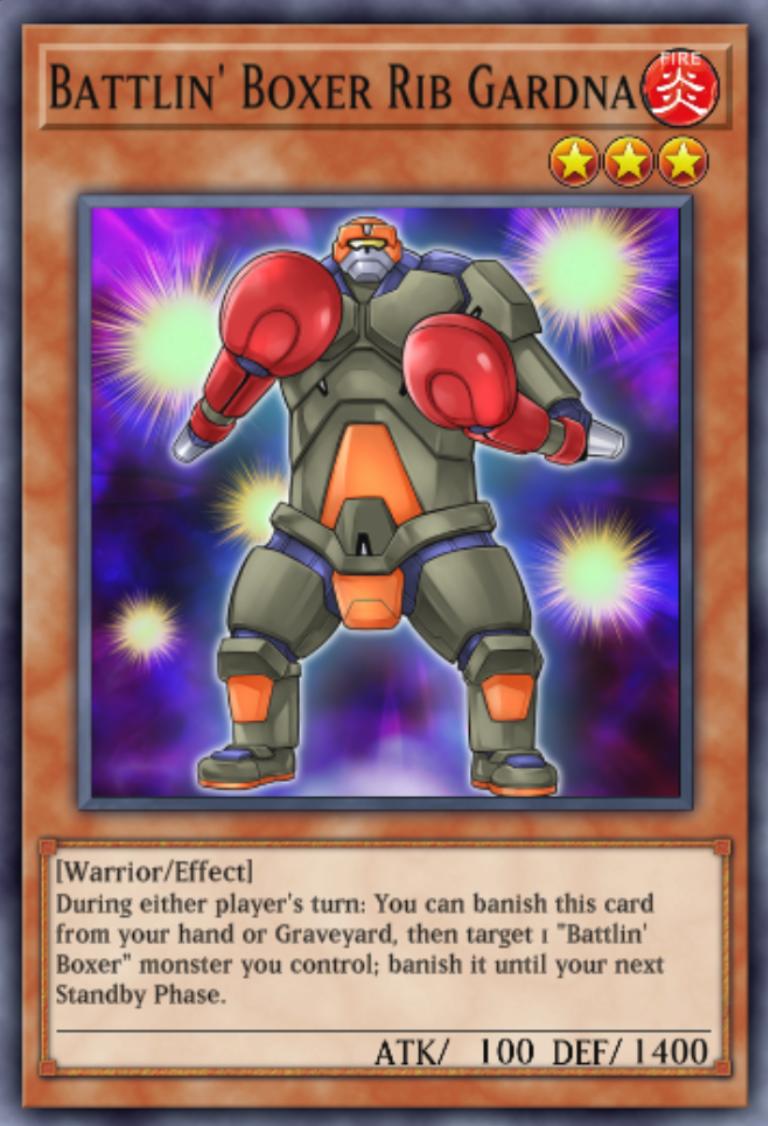 BATTLIN' BOXER RIB GARDNA
FIRE
炎
[Warrior/Effect]
During either player's turn: You can banish this card
from your hand or Graveyard, then target 1 "Battlin'
Boxer" monster you control; banish it until your next
Standby Phase.
ATK/ 100 DEF/ 1400